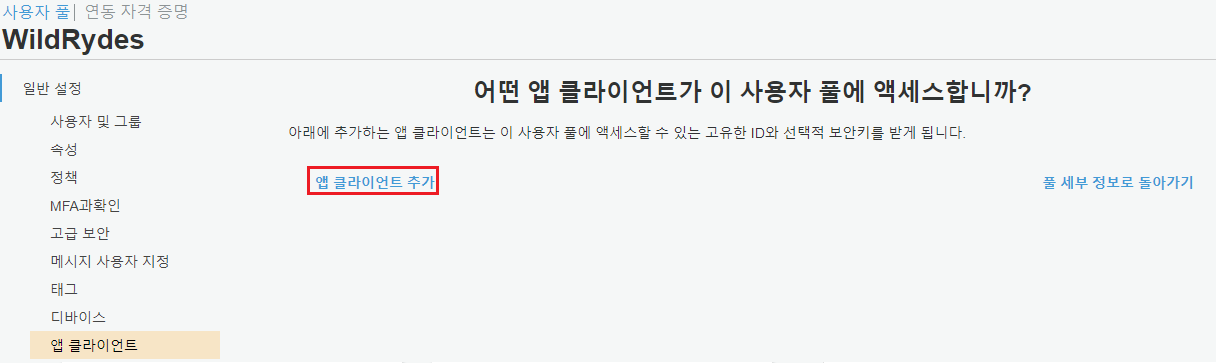 사용자 풀| 연동 자격 증명
WildRydes
일반 설정
사용자 및 그룹
속성
정책
MFA과확인
고급 보안
메시지 사용자 지정
태그
디바이스
앱 클라이언트
어떤 앱 클라이언트가 이 사용자 풀에 액세스합니까?
아래에 추가하는 앱 클라이언트는 이 사용자 풀에 액세스할 수 있는 고유한 ID와 선택적 보안키를 받게 됩니다.
앱 클라이언트 추가
풀 세부 정보로 돌아가기